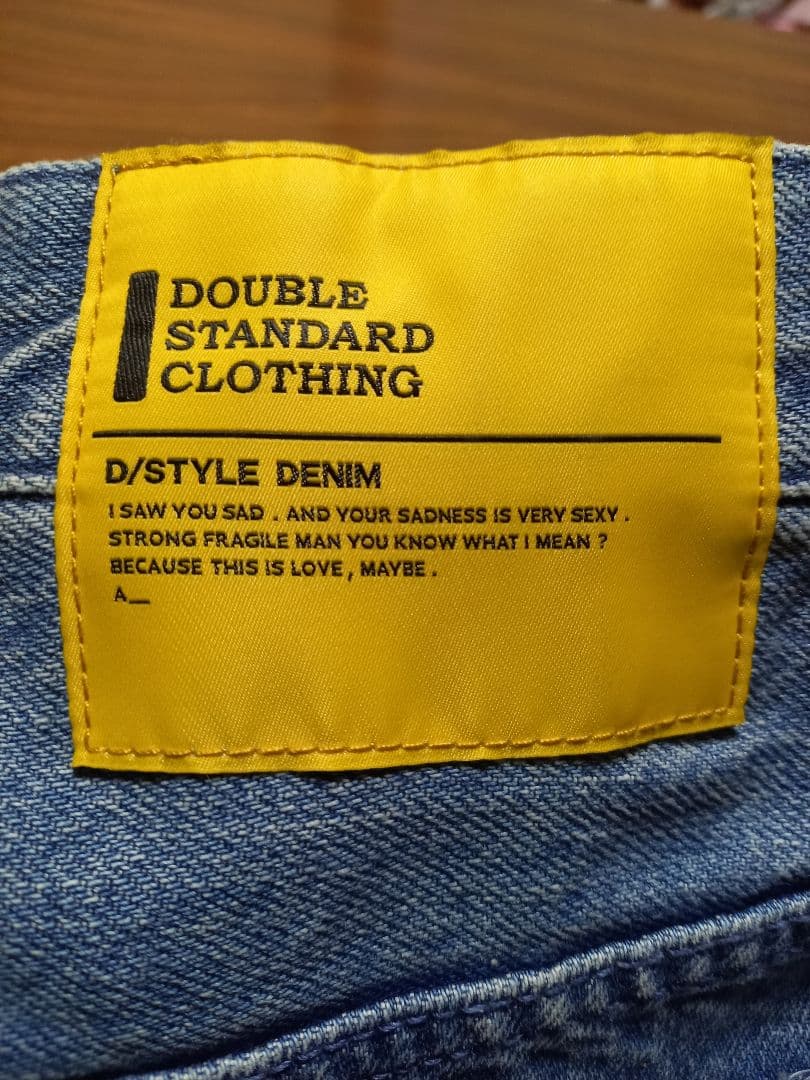 DOUBLE
STANDARD
CLOTHING
D/STYLE DENIM
I SAW YOU SAD . AND YOUR SADNESS IS VERY SEXY .
STRONG FRAGILE MAN YOU KNOW WHAT I MEAN ?
BECAUSE THIS IS LOVE , MAYBE .
A_